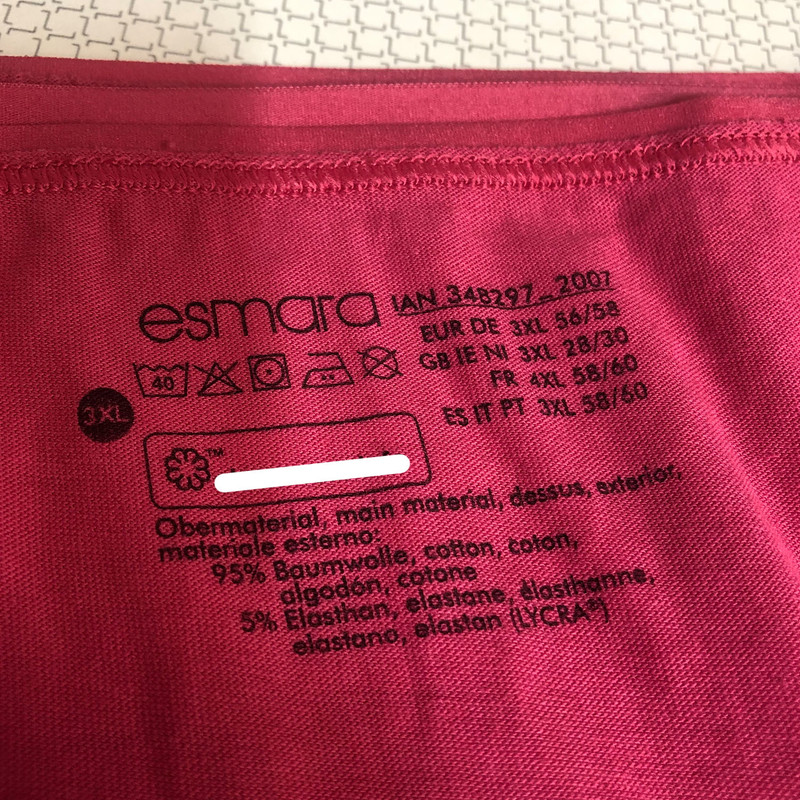 esmara
IAN 348297_2007
EUR DE 3XL 56/58
GB IE NI 3XL 28/30
FR 4XL 58/60
ES IT PT 3XL 58/60
40
3XL
™
Obermaterial, main material, dessus, exterior,
materiale esterno:
95% Baumwolle, cotton, coton,
algodón, cotone
5% Elasthan, elastane, élasthanne,
elastano, elastan (LYCRA®)